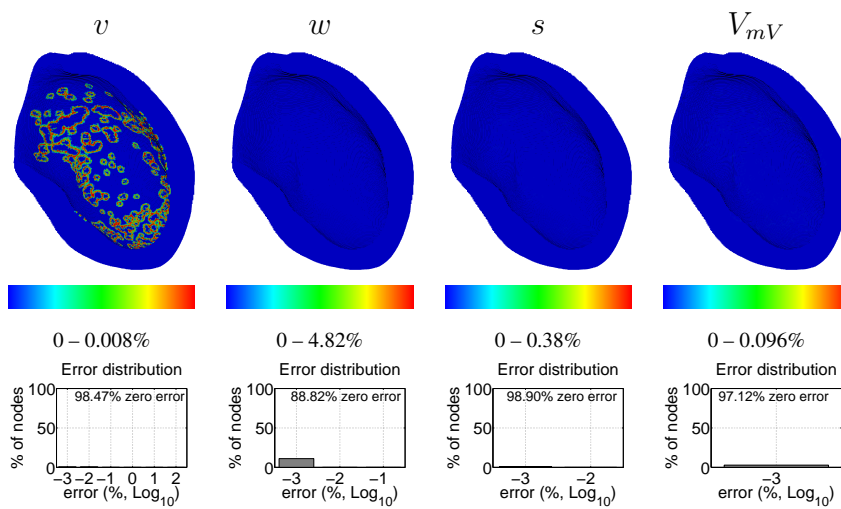 v w s V_mV
0 – 0.008% 0 – 4.82% 0 – 0.38% 0 – 0.096%
Error distribution Error distribution Error distribution Error distribution
% of nodes
100
50
0
98.47% zero error
−3 −2 −1 0 1 2
error (%, Log10)
% of nodes
100
50
0
88.82% zero error
−3 −2 −1
error (%, Log10)
% of nodes
100
50
0
98.90% zero error
−3 −2
error (%, Log10)
% of nodes
100
50
0
97.12% zero error
−3
error (%, Log10)